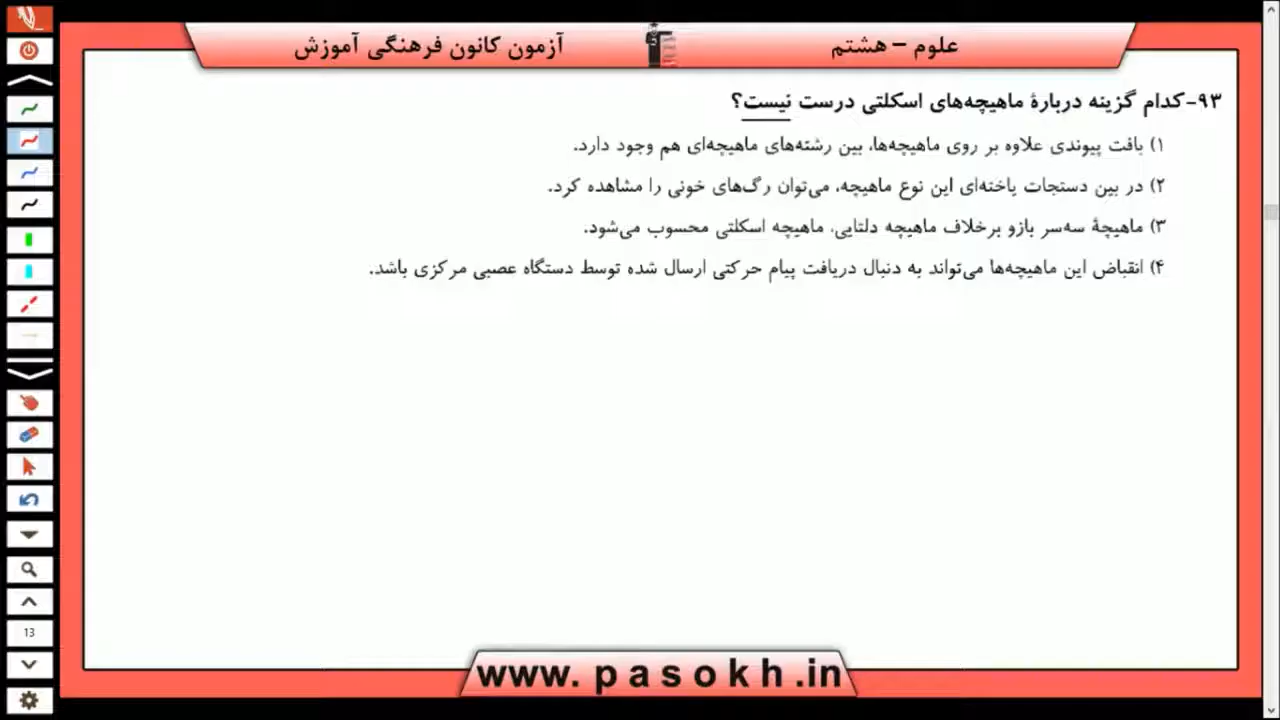 علوم – هشتم
آزمون کانون فرهنگی آموزش
۹۳-کدام گزینه دربارهٔ ماهیچه‌های اسکلتی درست نیست؟
۱) بافت پیوندی علاوه بر روی ماهیچه‌ها، بین رشته‌های ماهیچه‌ای هم وجود دارد.
۲) در بین دستجات یاخته‌ای این نوع ماهیچه، می‌توان رگ‌های خونی را مشاهده کرد.
۳) ماهیچهٔ سه‌سر بازو برخلاف ماهیچه دلتایی، ماهیچه اسکلتی محسوب می‌شود.
۴) انقباض این ماهیچه‌ها می‌تواند به دنبال دریافت پیام حرکتی ارسال شده توسط دستگاه عصبی مرکزی باشد.
13
www. p a s o k h .in